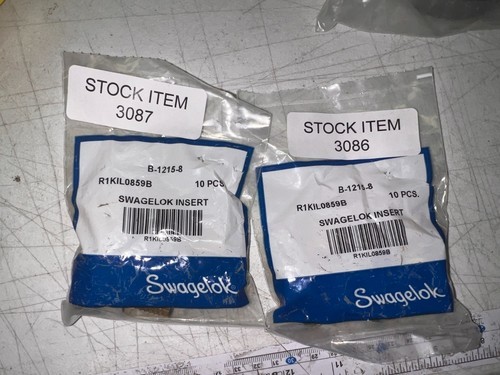 STOCK ITEM
3087
B-1215-8
R1KIL0859B 10 PCS.
SWAGELOK INSERT
R1KIL0859B
Swagelok
STOCK ITEM
3086
B-1215-8
R1KIL0859B 10 PCS.
SWAGELOK INSERT
R1KIL0859B
Swagelok